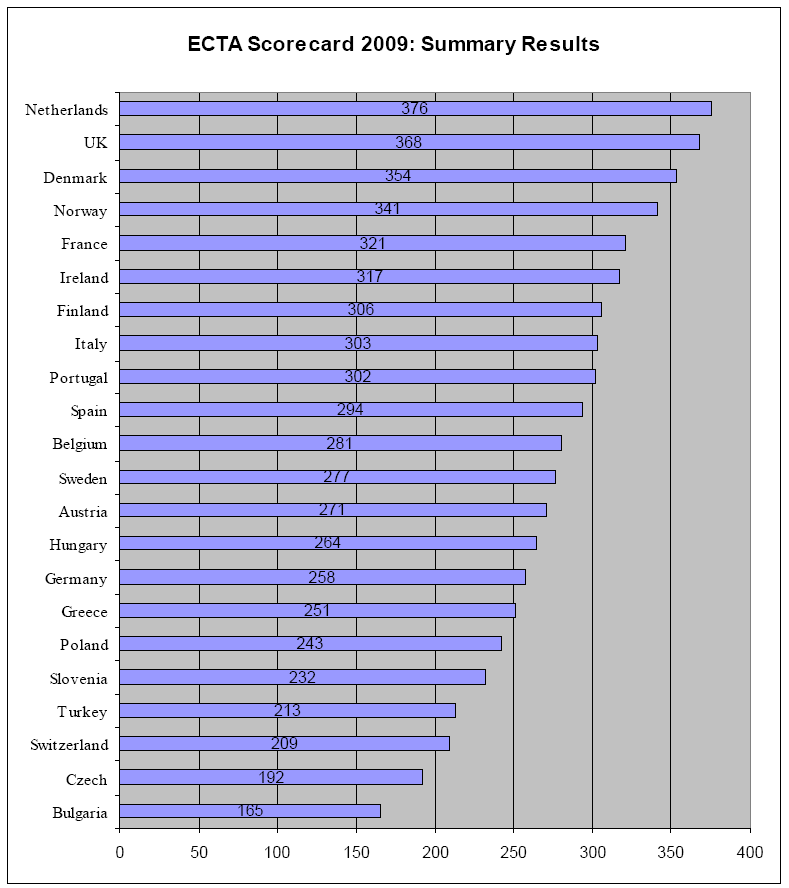 ECTA Scorecard 2009: Summary Results
Netherlands 376
UK 368
Denmark 354
Norway 341
France 321
Ireland 317
Finland 306
Italy 303
Portugal 302
Spain 294
Belgium 281
Sweden 277
Austria 271
Hungary 264
Germany 258
Greece 251
Poland 243
Slovenia 232
Turkey 213
Switzerland 209
Czech 192
Bulgaria 165
0 50 100 150 200 250 300 350 400